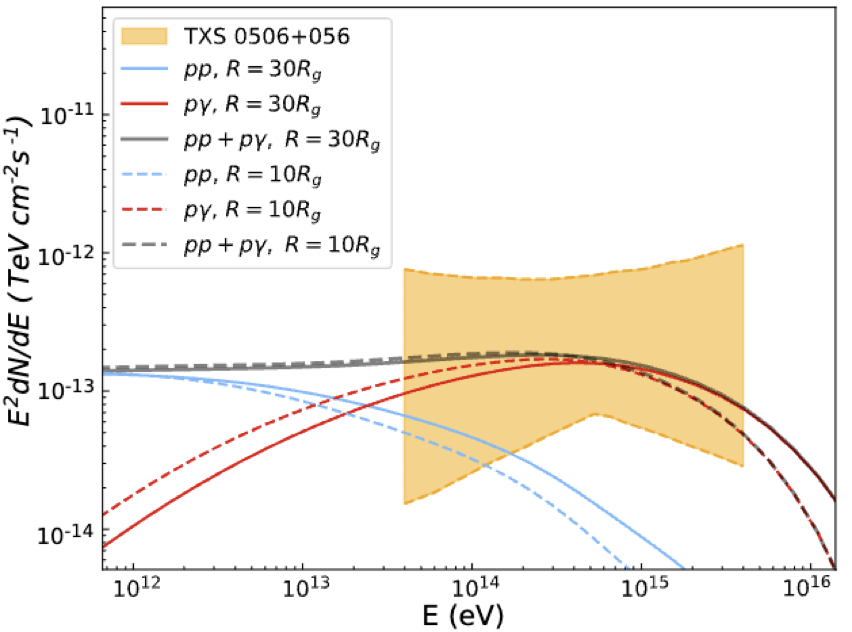 TXS 0506+056
pp, R = 30R_g
pγ, R = 30R_g
pp + pγ, R = 30R_g
pp, R = 10R_g
pγ, R = 10R_g
pp + pγ, R = 10R_g
E^2dN/dE ( TeV cm^-2s^-1)
10^-11
10^-12
10^-13
10^-14
10^12 10^13 10^14 10^15 10^16
E (eV)